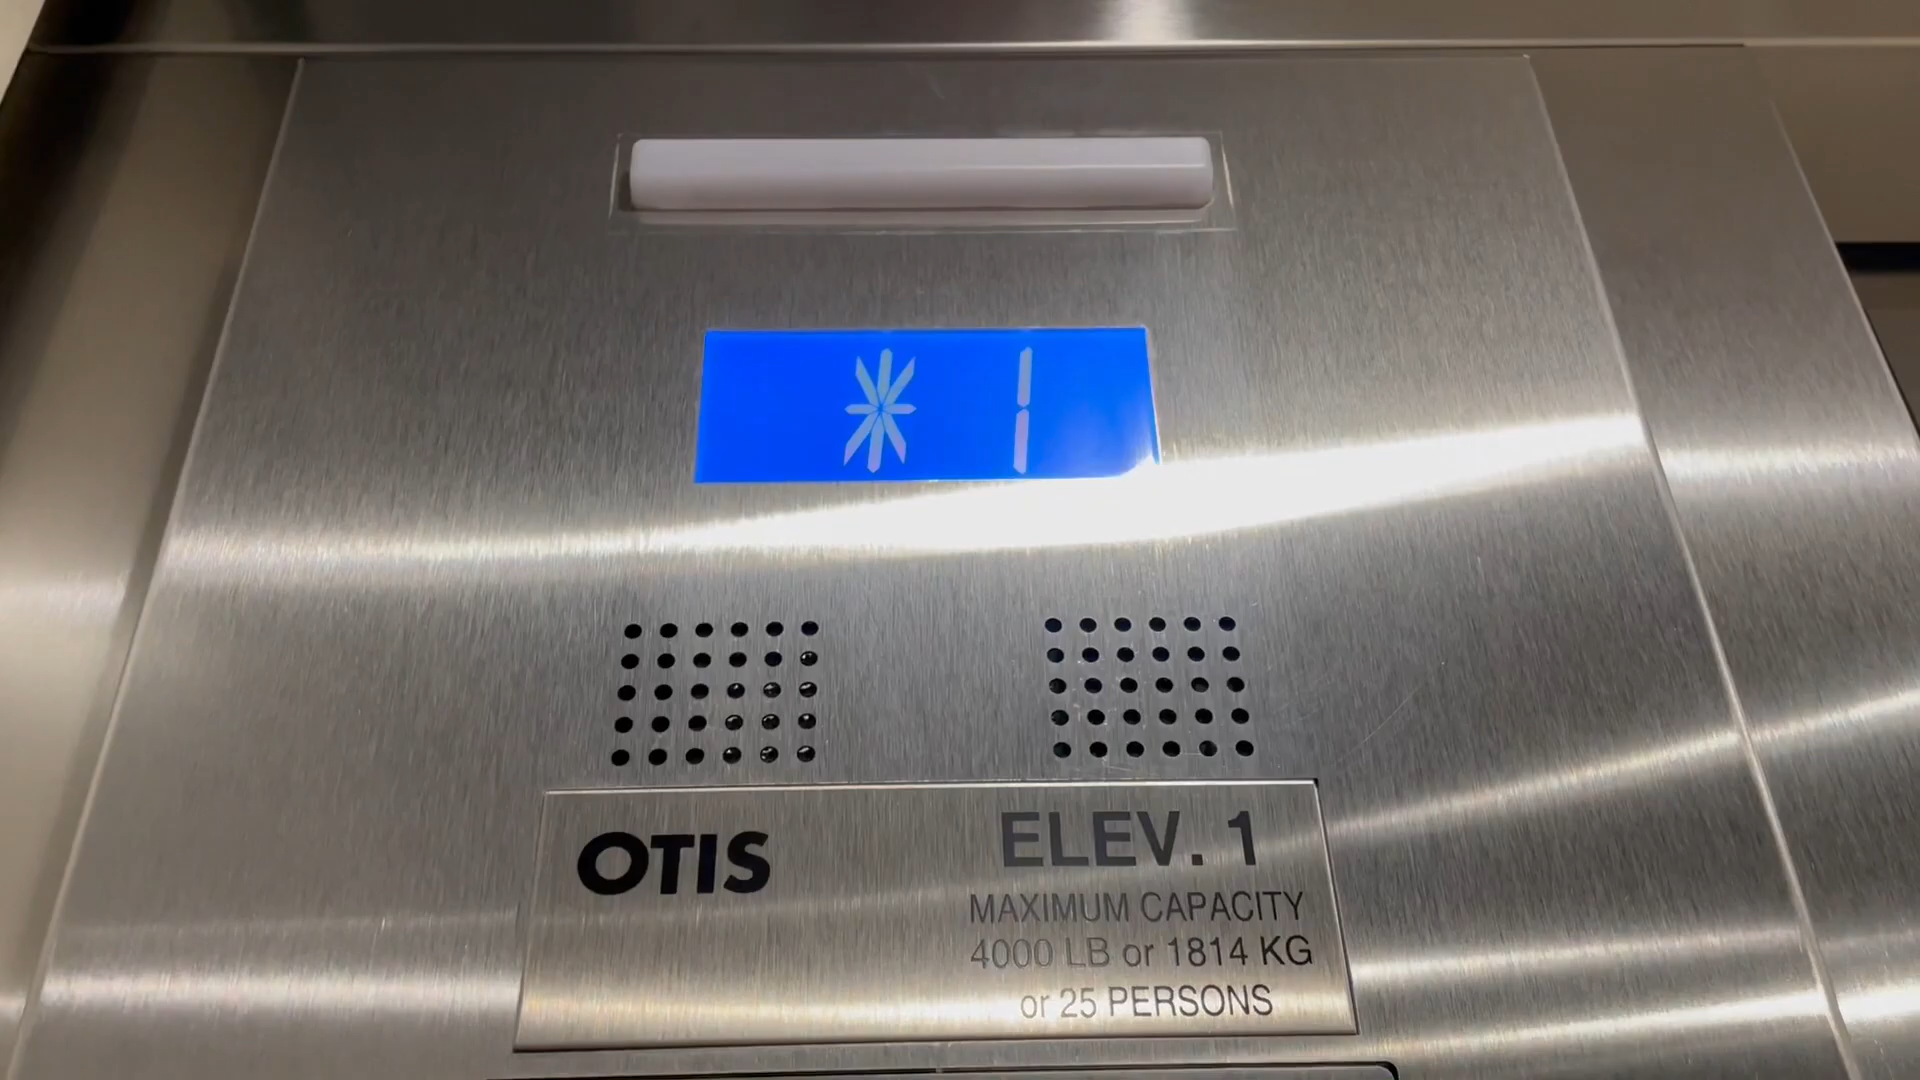 * 1
OTIS
ELEV. 1
MAXIMUM CAPACITY
4000 LB or 1814 KG
or 25 PERSONS